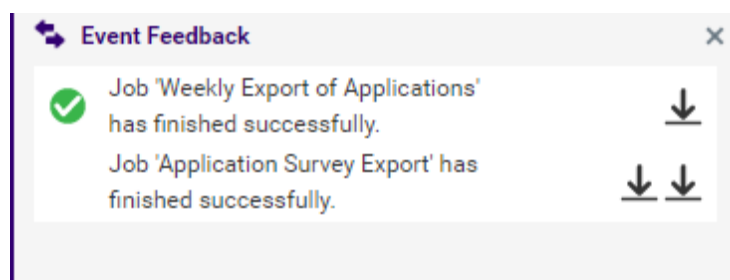 Event Feedback
Job 'Weekly Export of Applications'
has finished successfully.
Job 'Application Survey Export' has
finished successfully.